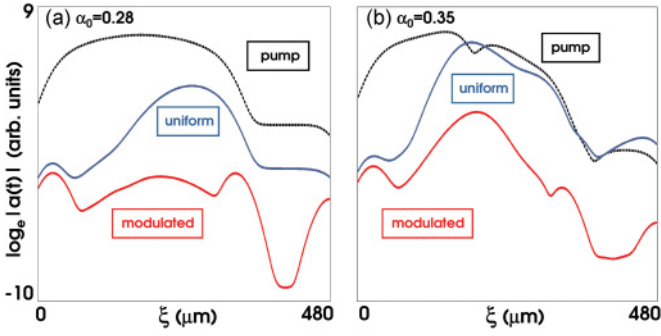 9
(a) α₀=0.28
pump
uniform
modulated
logₑ |a(t)| (arb. units)
-10
0
ξ (μm)
480
(b) α₀=0.35
pump
uniform
modulated
0
ξ (μm)
480